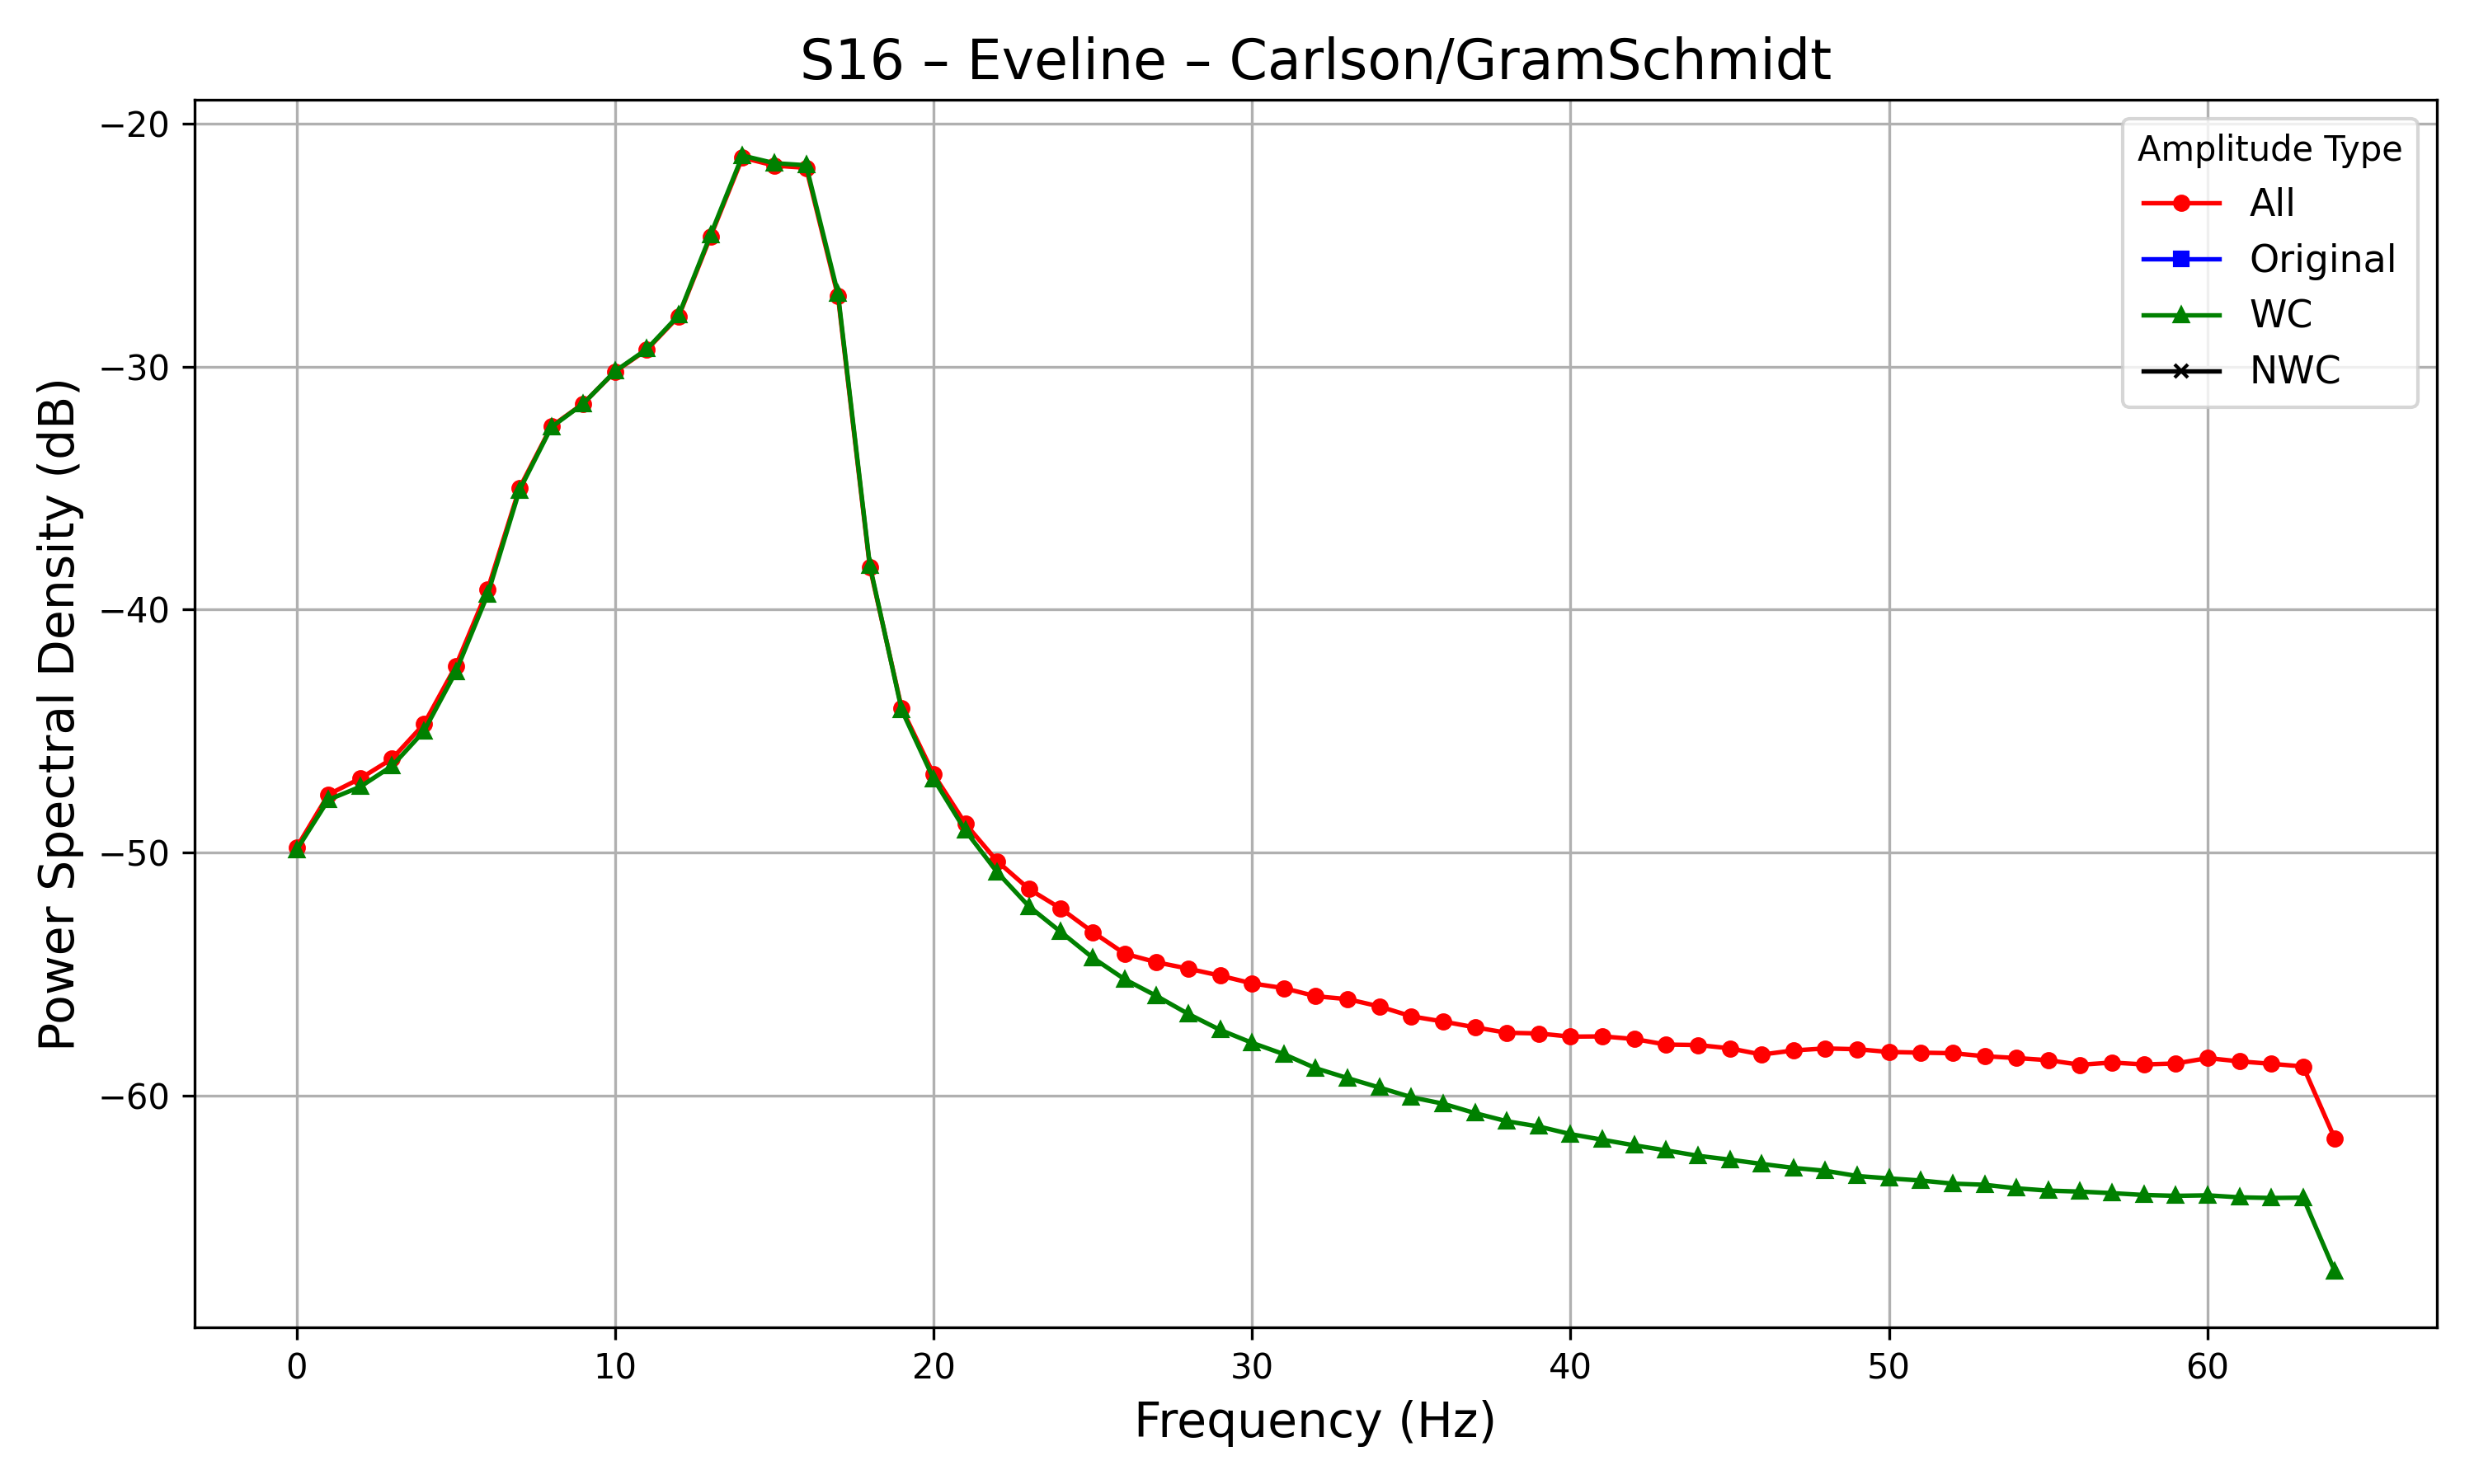 S16 – Eveline – Carlson/GramSchmidt
Amplitude Type
All
Original
WC
NWC
Power Spectral Density (dB)
−20
−30
−40
−50
−60
0 10 20 30 40 50 60
Frequency (Hz)